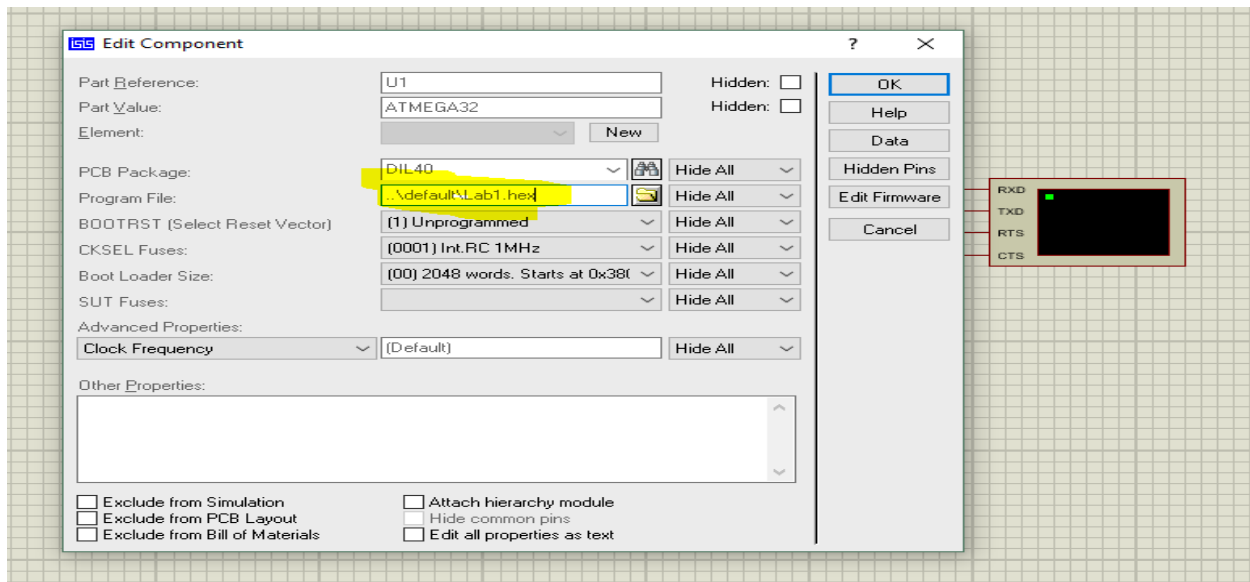 ISIS Edit Component ?
Part Reference: U1 Hidden:
Part Value: ATMEGA32 Hidden:
Element: New
PCB Package: DIL40 Hide All
Program File: ..\default\Lab1.hex Hide All
BOOTRST (Select Reset Vector) (1) Unprogrammed Hide All
CKSEL Fuses: (0001) Int.RC 1MHz Hide All
Boot Loader Size: (00) 2048 words. Starts at 0x38( Hide All
SUT Fuses: Hide All
Advanced Properties:
Clock Frequency (Default) Hide All
Other Properties:
Exclude from Simulation Attach hierarchy module
Exclude from PCB Layout Hide common pins
Exclude from Bill of Materials Edit all properties as text
OK
Help
Data
Hidden Pins
Edit Firmware
Cancel
RXD
TXD
RTS
CTS